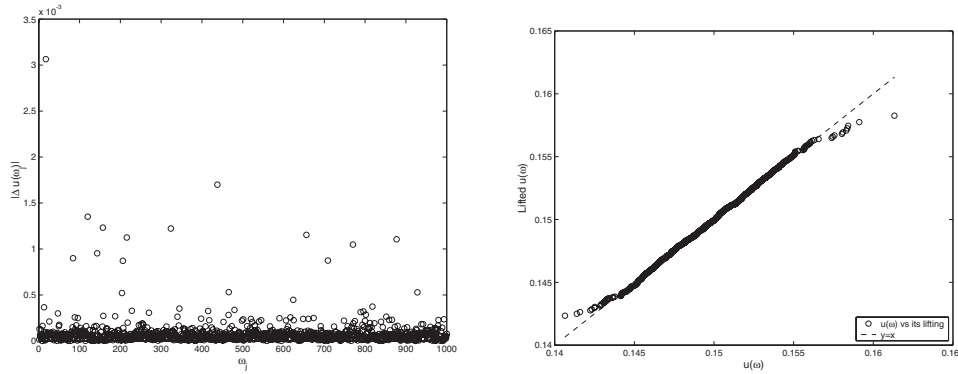 x 10⁻³
3.5
3
2.5
2
1.5
1
0.5
0
|Δ u(ω_j)|
0 100 200 300 400 500 600 700 800 900 1000
ω_j
0.165
0.16
0.155
0.15
0.145
0.14
Lifted u(ω)
0.14 0.145 0.15 0.155 0.16 0.165
u(ω)
u(ω) vs its lifting
y=x